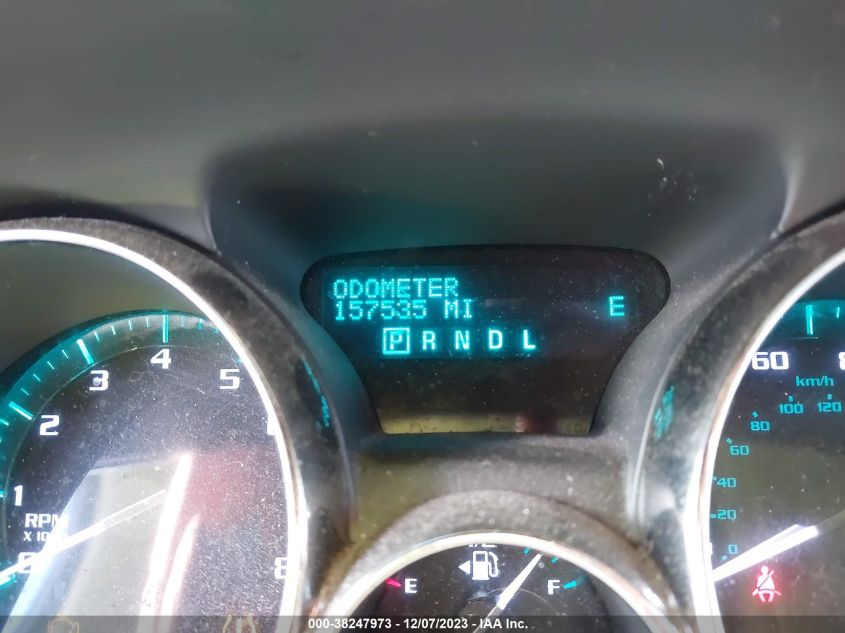 ODOMETER
157535 MI E
P R N D L
1 2 3 4 5 8
RPM
60
km/h
0 20 40 60 80 100 120
E F
000-38247973 - 12/07/2023 - IAA Inc.